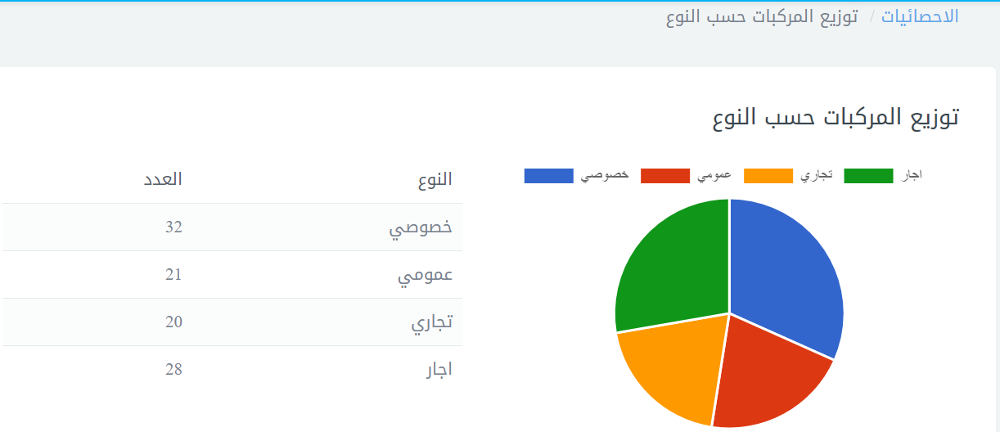 الاحصائيات / توزيع المركبات حسب النوع
توزيع المركبات حسب النوع
اجار تجاري عمومي خصوصي
النوع العدد
خصوصي 32
عمومي 21
تجاري 20
اجار 28